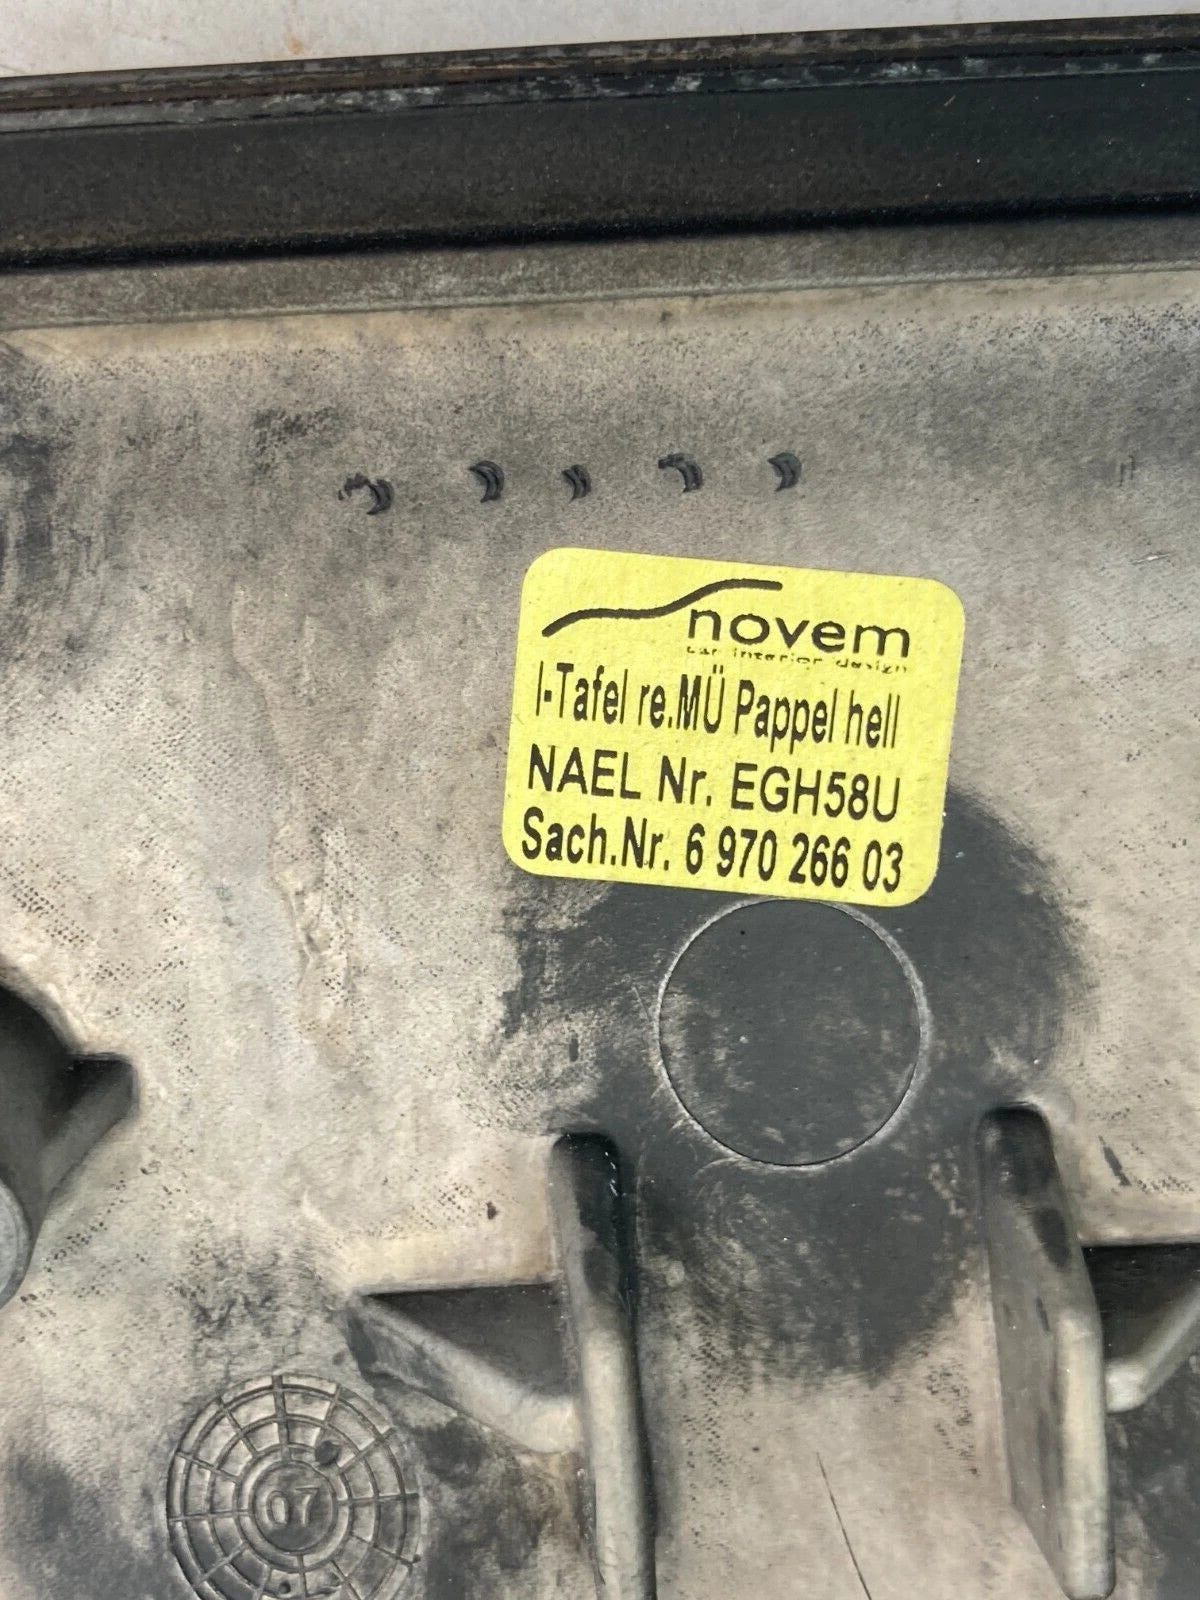 novem
car interior design
I-Tafel re.MÜ Pappel hell
NAEL Nr. EGH58U
Sach.Nr. 6 970 266 03
07